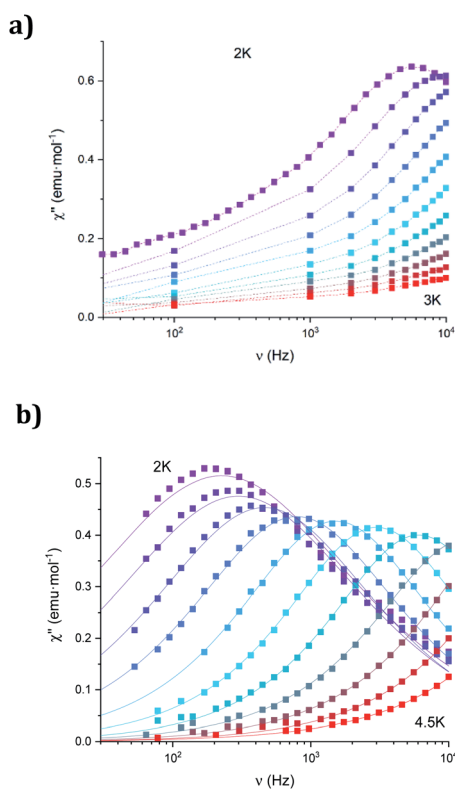 a)
2K
0.6
0.4
0.2
0.0
χ'' (emu·mol⁻¹)
3K
10² 10³ 10⁴
ν (Hz)
b)
2K
0.5
0.4
0.3
0.2
0.1
0.0
χ'' (emu·mol⁻¹)
4.5K
10² 10³ 10⁴
ν (Hz)